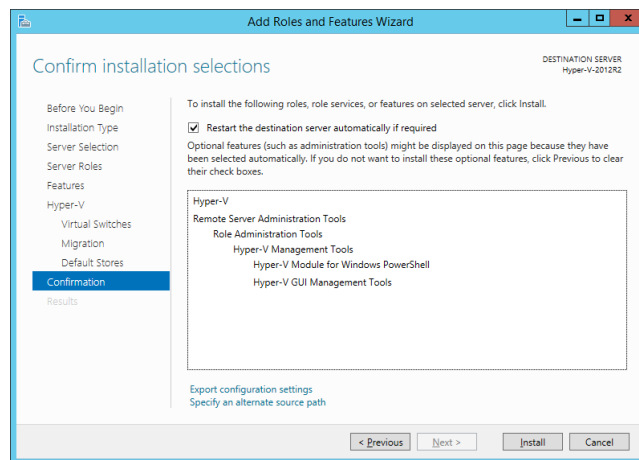 Add Roles and Features Wizard
Confirm installation selections
DESTINATION SERVER
Hyper-V-2012R2
Before You Begin
Installation Type
Server Selection
Server Roles
Features
Hyper-V
Virtual Switches
Migration
Default Stores
Confirmation
Results
To install the following roles, role services, or features on selected server, click Install.
Restart the destination server automatically if required
Optional features (such as administration tools) might be displayed on this page because they have
been selected automatically. If you do not want to install these optional features, click Previous to clear
their check boxes.
Hyper-V
Remote Server Administration Tools
Role Administration Tools
Hyper-V Management Tools
Hyper-V Module for Windows PowerShell
Hyper-V GUI Management Tools
Export configuration settings
Specify an alternate source path
< Previous Next > Install Cancel